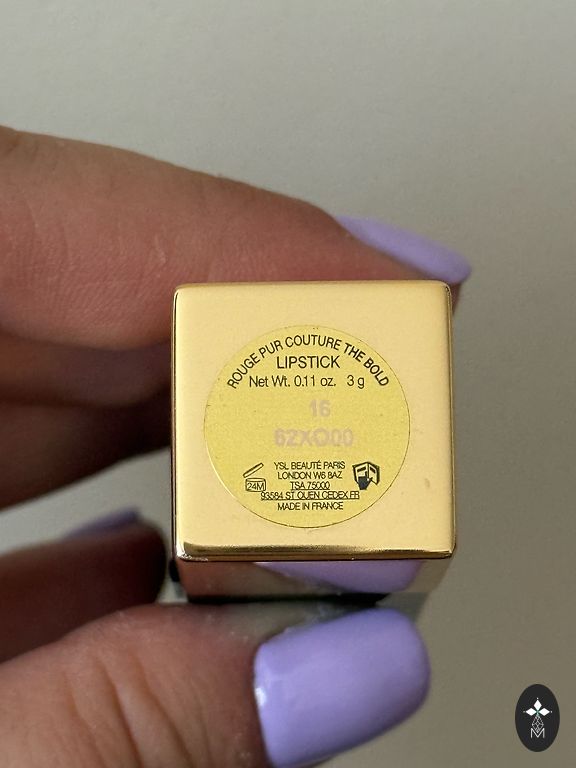 ROUGE PUR COUTURE THE BOLD
LIPSTICK
Net Wt. 0.11 oz. 3 g
16
62XO00
YSL BEAUTÉ PARIS
LONDON W6 8AZ
24M
TSA 75000
93584 ST OUEN CEDEX FR
MADE IN FRANCE
M